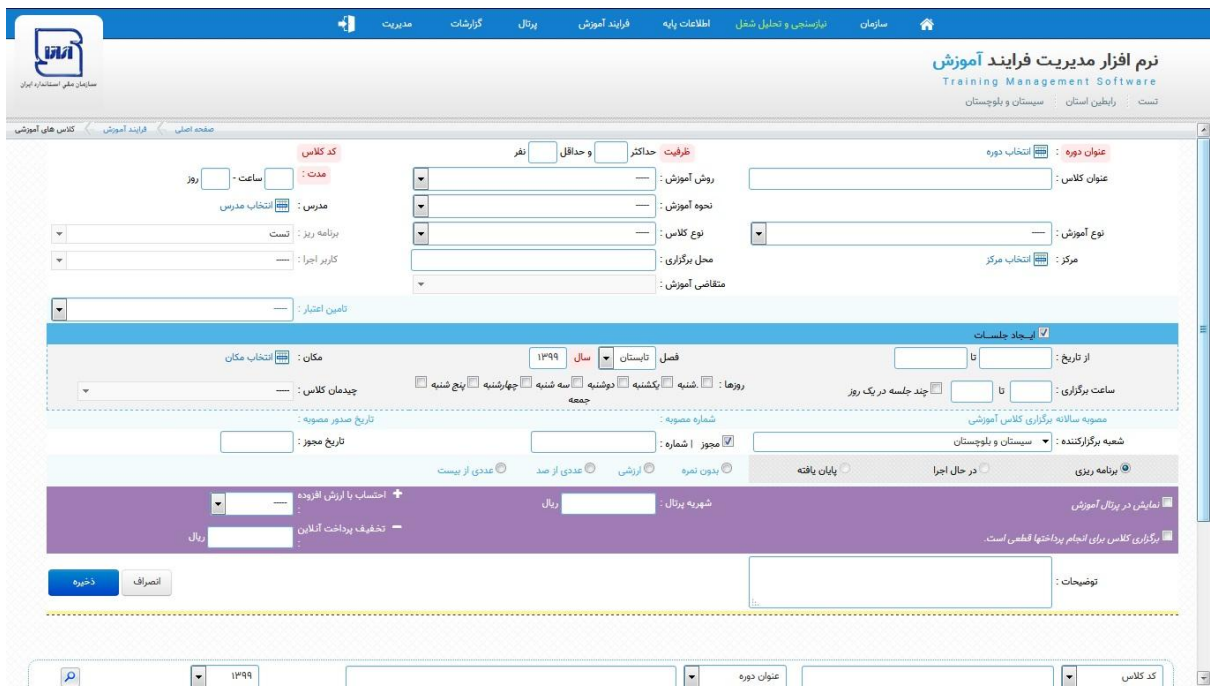 سازمان نیازسنجی و تحلیل شغل اطلاعات پایه فرایند آموزش پرتال گزارشات مدیریت
سازمان ملی استاندارد ایران
نرم افزار مدیریت فرایند آموزش
Training Management Software
تست رابطین استان سیستان و بلوچستان
صفحه اصلی فرایند آموزش کلاس های آموزشی
عنوان دوره : انتخاب دوره ظرفیت حداکثر و حداقل نفر کد کلاس
عنوان کلاس : روش آموزش : ---- مدت : ساعت - روز
نحوه آموزش : ---- مدرس : انتخاب مدرس
نوع آموزش : ---- نوع کلاس : ---- برنامه ریز : تست
مرکز : انتخاب مرکز محل برگزاری : کاربر اجرا : ----
متقاضی آموزش :
تامین اعتبار : ----
ایـجاد جلســات
از تاریخ : تا فصل تابستان سال ۱۳۹۹ مکان : انتخاب مکان
ساعت برگزاری : تا چند جلسه در یک روز روزها : .شنبه یکشنبه دوشنبه سه شنبه چهارشنبه پنج شنبه چیدمان کلاس : ----
جمعه
مصوبه سالانه برگزاری کلاس آموزشی شماره مصوبه : تاریخ صدور مصوبه :
شعبه برگزارکننده : سیستان و بلوچستان مجوز | شماره : تاریخ مجوز :
برنامه ریزی در حال اجرا پایان یافته بدون نمره ارزشی عددی از صد عددی از بیست
نمایش در پرتال آموزش شهریه پرتال : ریال + احتساب با ارزش افزوده : ----
برگزاری کلاس برای انجام پرداختها قطعی است. − تخفیف پرداخت آنلاین : ریال
توضیحات : انصراف ذخیره
کد کلاس عنوان دوره ۱۳۹۹